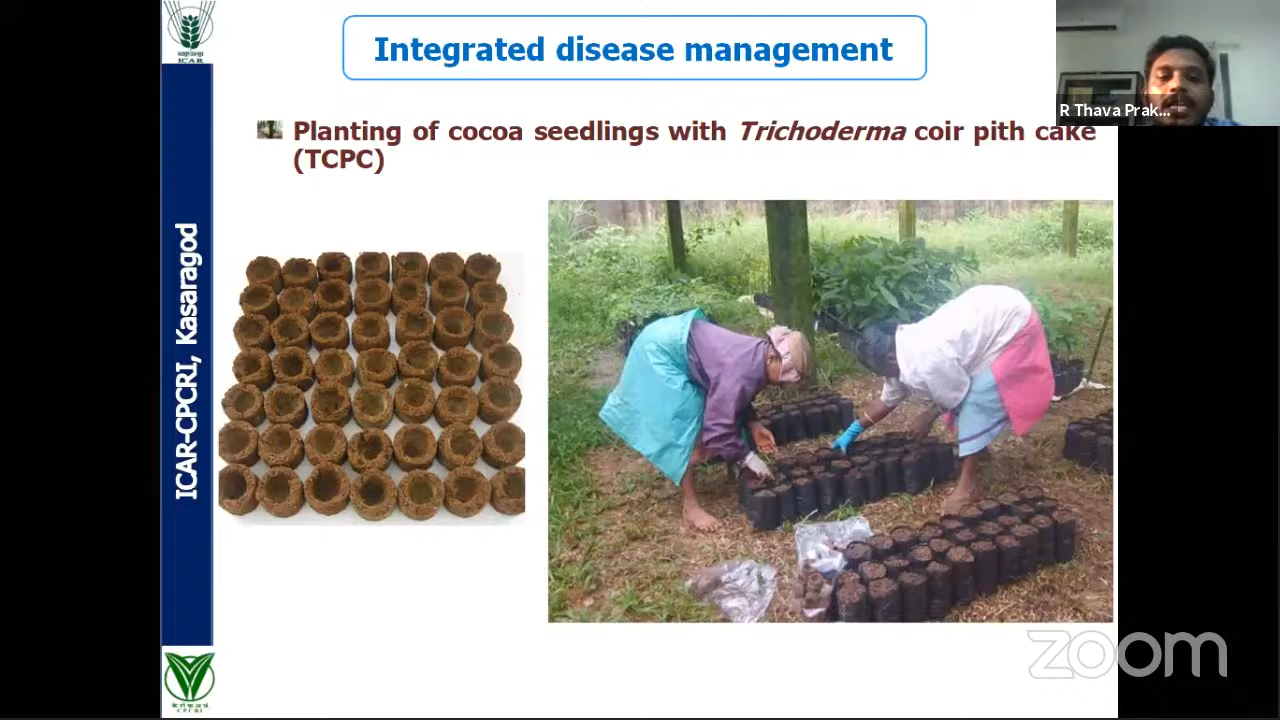 Integrated disease management
R Thava Prak...
Planting of cocoa seedlings with Trichoderma coir pith cake
(TCPC)
ICAR-CPCRI, Kasaragod
ICAR
CPCRI
zoom